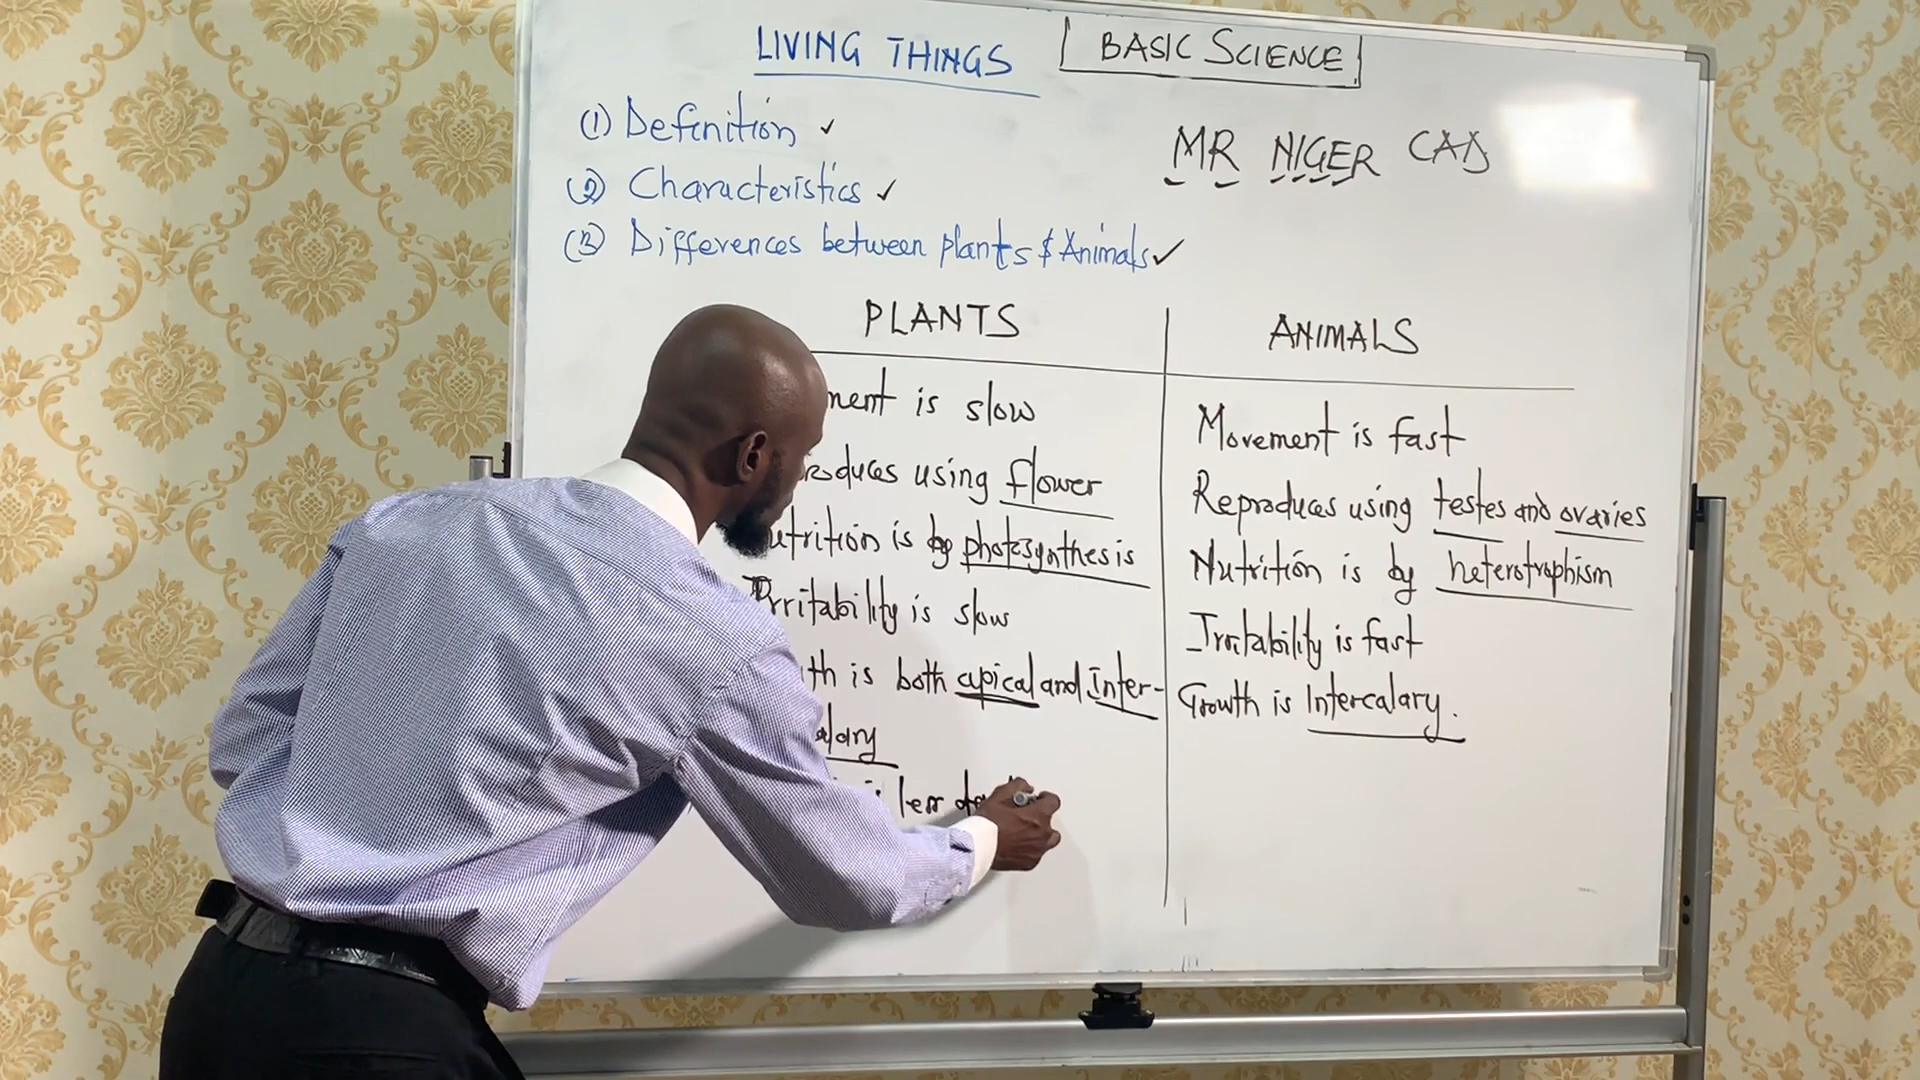 LIVING THINGS
BASIC SCIENCE
(1) Definition ✓
(2) Characteristics ✓
(3) Differences between plants & Animals ✓
MR NIGER CAD
PLANTS
ANIMALS
ment is slow
roduces using flower
utrition is by photosynthesis
Irritability is slow
th is both apical and Inter-
alary
is less
Movement is fast
Reproduces using testes and ovaries
Nutrition is by heterotrophism
Irritability is fast
Growth is Intercalary.